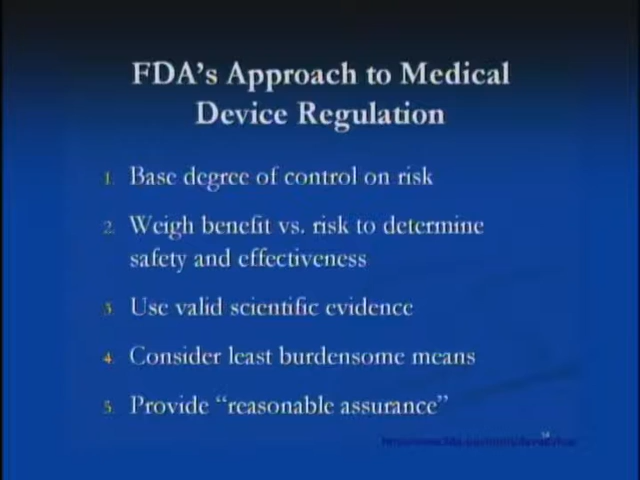 FDA's Approach to Medical
Device Regulation
1. Base degree of control on risk
2. Weigh benefit vs. risk to determine
safety and effectiveness
3. Use valid scientific evidence
4. Consider least burdensome means
5. Provide "reasonable assurance"